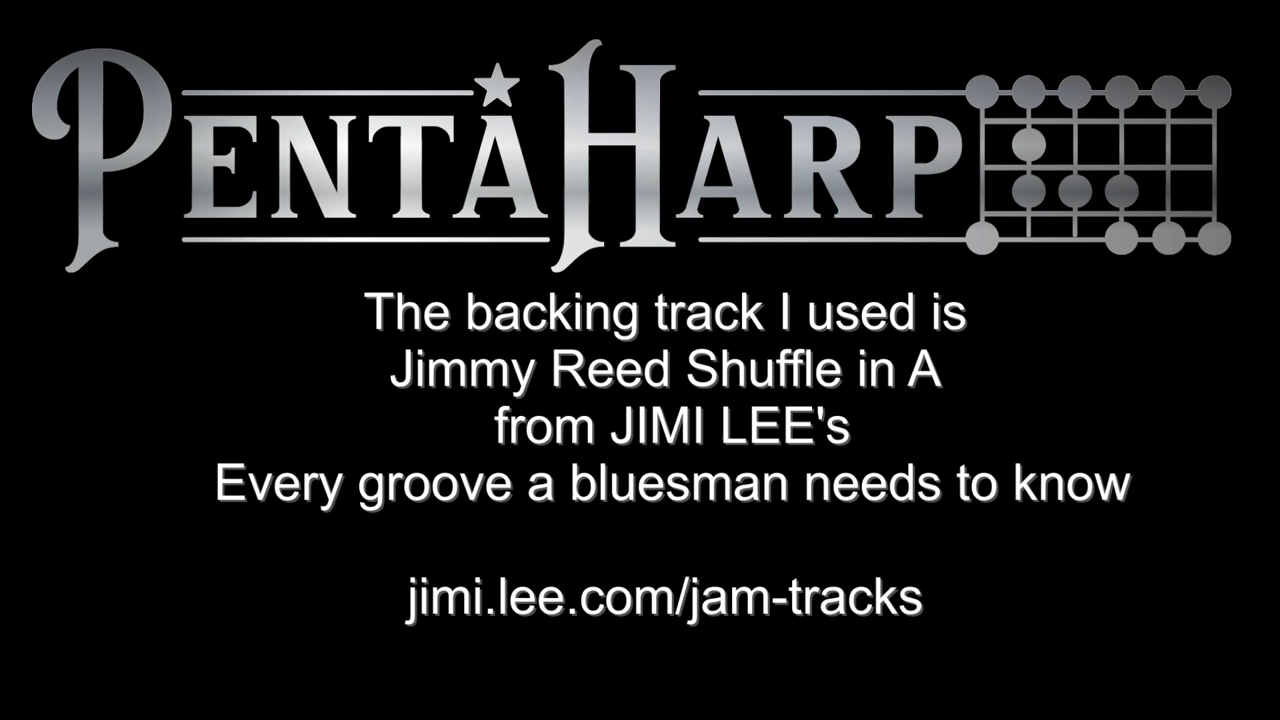 PENTAHARP
The backing track I used is
Jimmy Reed Shuffle in A
from JIMI LEE's
Every groove a bluesman needs to know
jimi.lee.com/jam-tracks